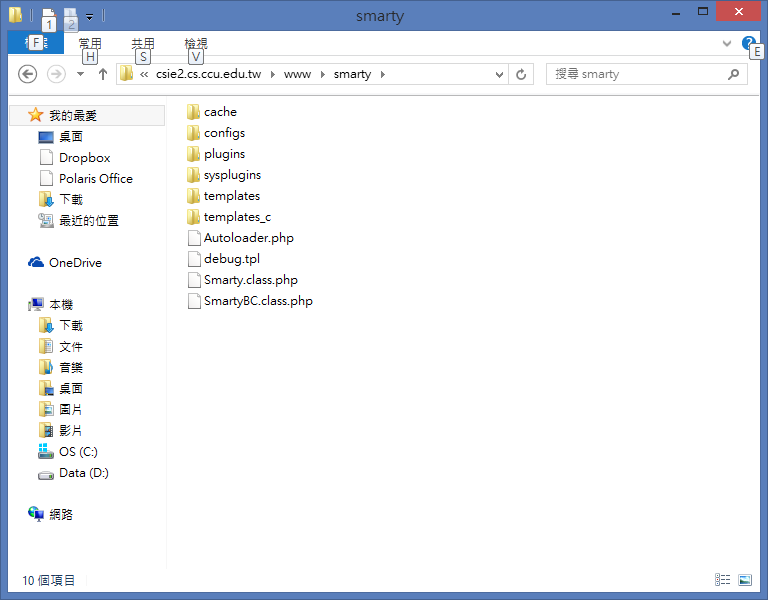 smarty
1
2
檔案
F
常用
H
共用
S
檢視
V
E
« csie2.cs.ccu.edu.tw ▸ www ▸ smarty ▸
搜尋 smarty
我的最愛
桌面
Dropbox
Polaris Office
下載
最近的位置
OneDrive
本機
下載
文件
音樂
桌面
圖片
影片
OS (C:)
Data (D:)
網路
cache
configs
plugins
sysplugins
templates
templates_c
Autoloader.php
debug.tpl
Smarty.class.php
SmartyBC.class.php
10 個項目